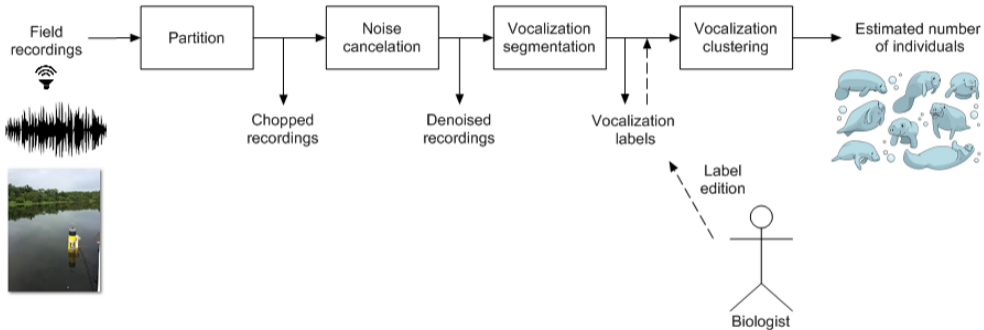 Field
recordings
Partition
Noise
cancelation
Vocalization
segmentation
Vocalization
clustering
Estimated number
of individuals
Chopped
recordings
Denoised
recordings
Vocalization
labels
Label
edition
Biologist